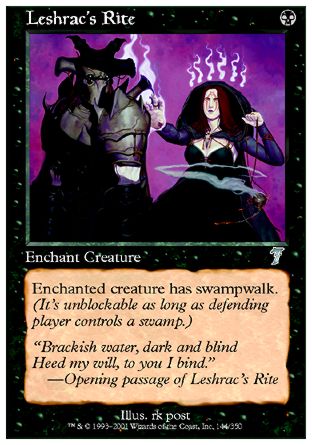 Leshrac's Rite
Enchant Creature
Enchanted creature has swampwalk.
(It's unblockable as long as defending
player controls a swamp.)
“Brackish water, dark and blind
Heed my will, to you I bind.”
—Opening passage of Leshrac's Rite
Illus. rk post
™ & © 1993–2001 Wizards of the Coast, Inc. 144/350